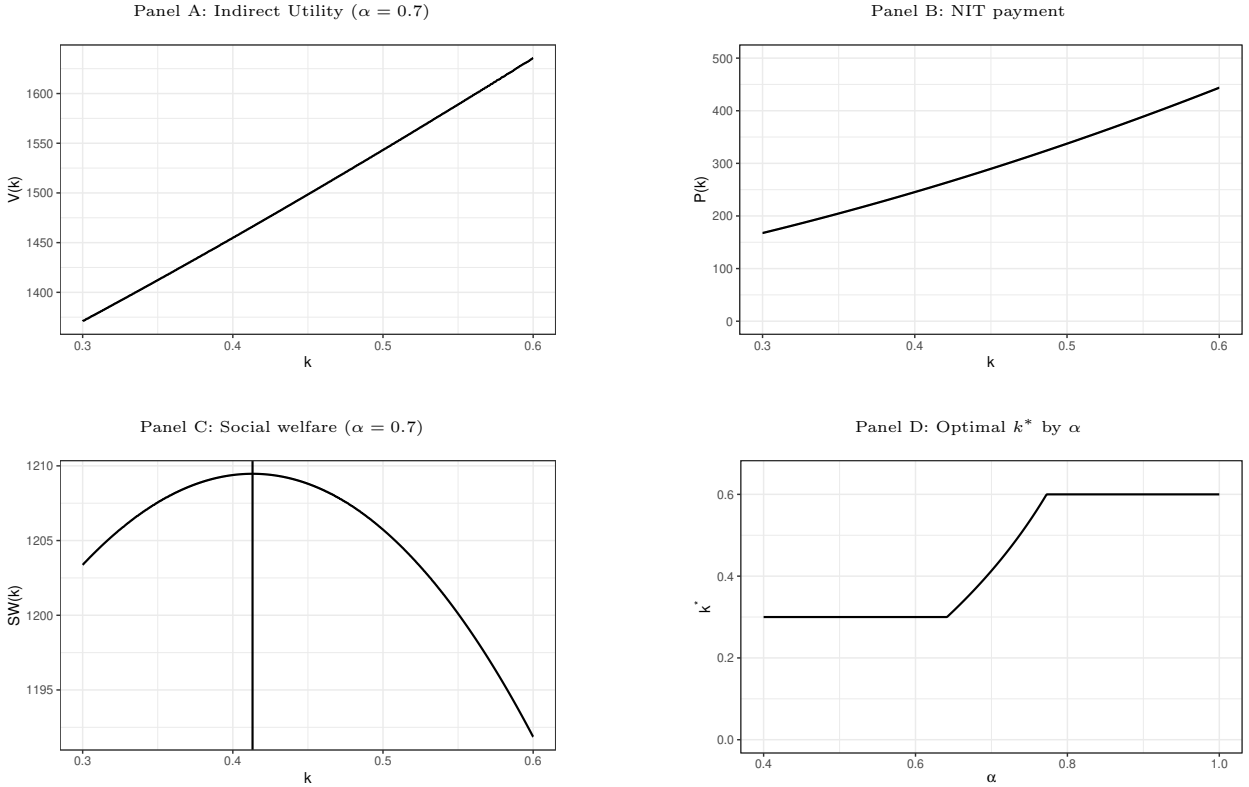 Panel A: Indirect Utility (α = 0.7)
V(k)
1600
1550
1500
1450
1400
0.3 0.4 0.5 0.6
k
Panel B: NIT payment
P(k)
500
400
300
200
100
0
0.3 0.4 0.5 0.6
k
Panel C: Social welfare (α = 0.7)
SW(k)
1210
1205
1200
1195
0.3 0.4 0.5 0.6
k
Panel D: Optimal k* by α
k*
0.6
0.4
0.2
0.0
0.4 0.6 0.8 1.0
α